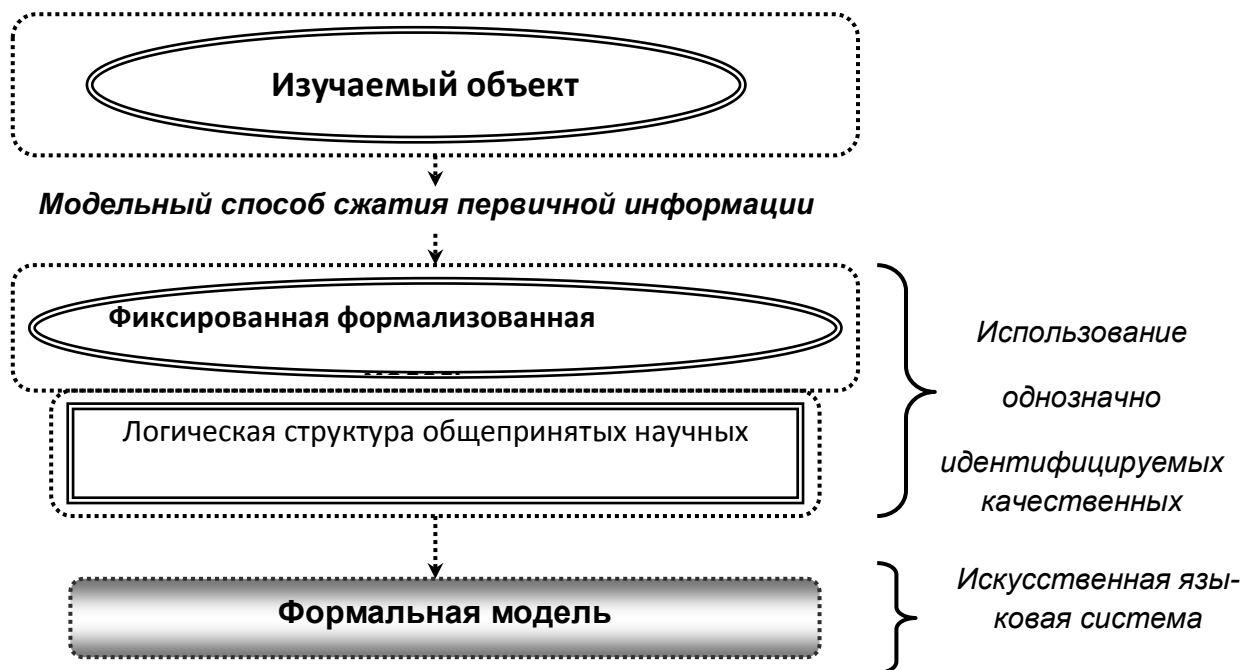 Изучаемый объект
Модельный способ сжатия первичной информации
Фиксированная формализованная
Логическая структура общепринятых научных
Использование
однозначно
идентифицируемых
качественных
Формальная модель
Искусственная язы-
ковая система